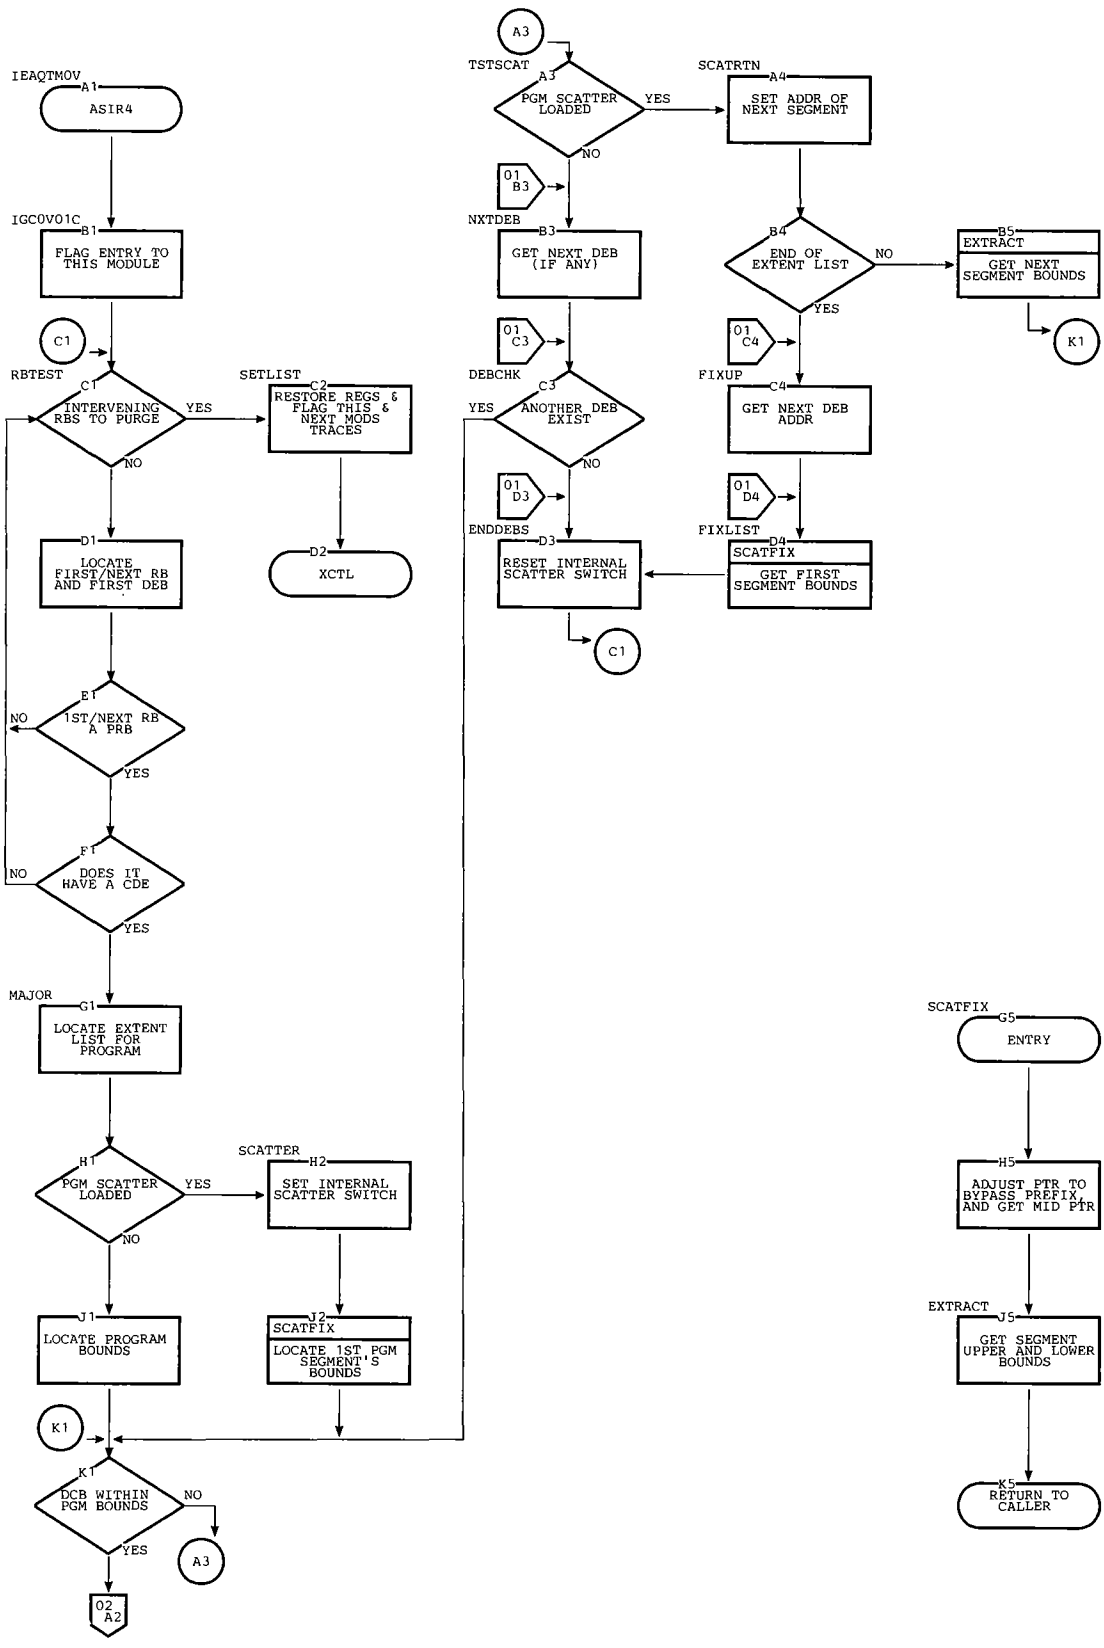 IEAQTM0V
A1
ASIR4
IGC0V01C
B1
FLAG ENTRY TO
THIS MODULE
C1
RBTEST
C1
INTERVENING
RBS TO PURGE
YES
NO
SETLIST
C2
RESTORE REGS &
FLAG THIS &
NEXT MODS
TRACES
D1
LOCATE
FIRST/NEXT RB
AND FIRST DEB
D2
XCTL
E1
1ST/NEXT RB
A PRB
NO
YES
F1
DOES IT
HAVE A CDE
NO
YES
MAJOR
G1
LOCATE EXTENT
LIST FOR
PROGRAM
H1
PGM SCATTER
LOADED
YES
NO
SCATTER
H2
SET INTERNAL
SCATTER SWITCH
J1
LOCATE PROGRAM
BOUNDS
J2
SCATFIX
LOCATE 1ST PGM
SEGMENT'S
BOUNDS
K1
K1
DCB WITHIN
PGM BOUNDS
NO
YES
A3
02
A2
A3
TSTSCAT
A3
PGM SCATTER
LOADED
YES
NO
01
B3
NXTDEB
B3
GET NEXT DEB
(IF ANY)
01
C3
DEBCHK
C3
ANOTHER DEB
EXIST
YES
NO
01
D3
ENDDEBS
D3
RESET INTERNAL
SCATTER SWITCH
C1
SCATRTN
A4
SET ADDR OF
NEXT SEGMENT
B4
END OF
EXTENT LIST
NO
YES
01
C4
FIXUP
C4
GET NEXT DEB
ADDR
01
D4
FIXLIST
D4
SCATFIX
GET FIRST
SEGMENT BOUNDS
B5
EXTRACT
GET NEXT
SEGMENT BOUNDS
K1
SCATFIX
G5
ENTRY
H5
ADJUST PTR TO
BYPASS PREFIX,
AND GET MID PTR
EXTRACT
J5
GET SEGMENT
UPPER AND LOWER
BOUNDS
K5
RETURN TO
CALLER